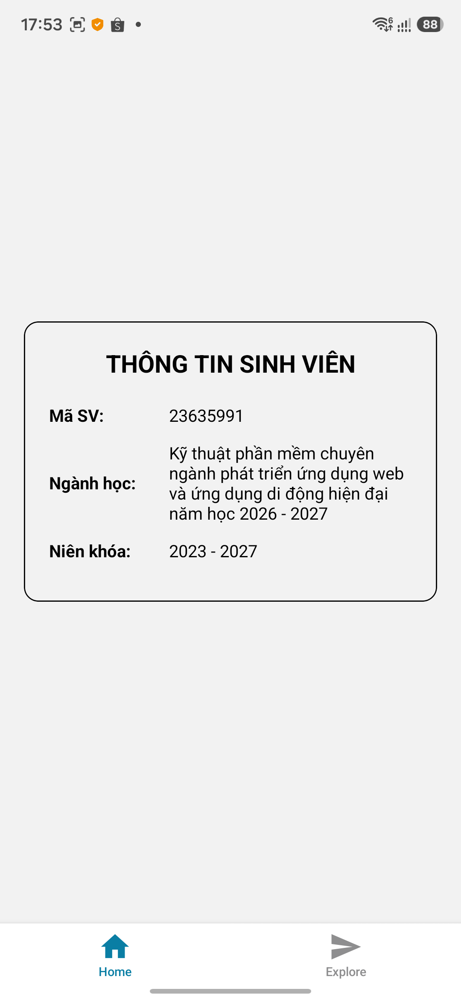 17:53
6
88
THÔNG TIN SINH VIÊN
Mã SV: 23635991
Ngành học: Kỹ thuật phần mềm chuyên
ngành phát triển ứng dụng web
và ứng dụng di động hiện đại
năm học 2026 - 2027
Niên khóa: 2023 - 2027
Home
Explore